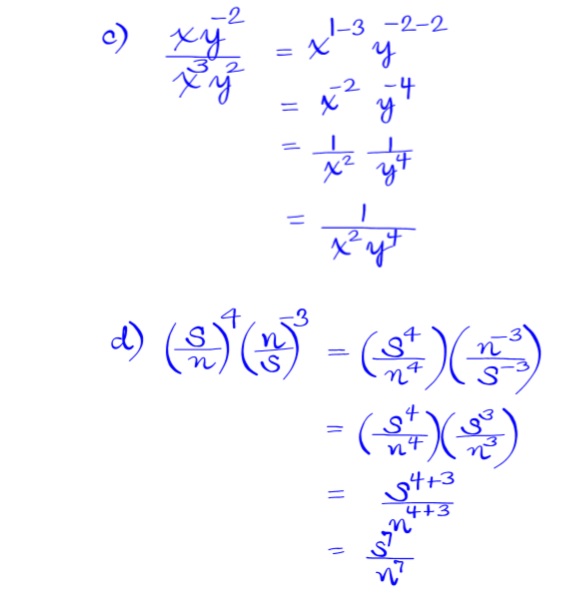 c) xy^-2 / x^3y^2 = x^1-3 y^-2-2
= x^-2 y^-4
= 1/x^2 1/y^4
= 1/x^2y^4
d) (s/n)^4 (n/s)^-3 = (s^4/n^4)(n^-3/s^-3)
= (s^4/n^4)(s^3/n^3)
= s^4+3/n^4+3
= s^7/n^7